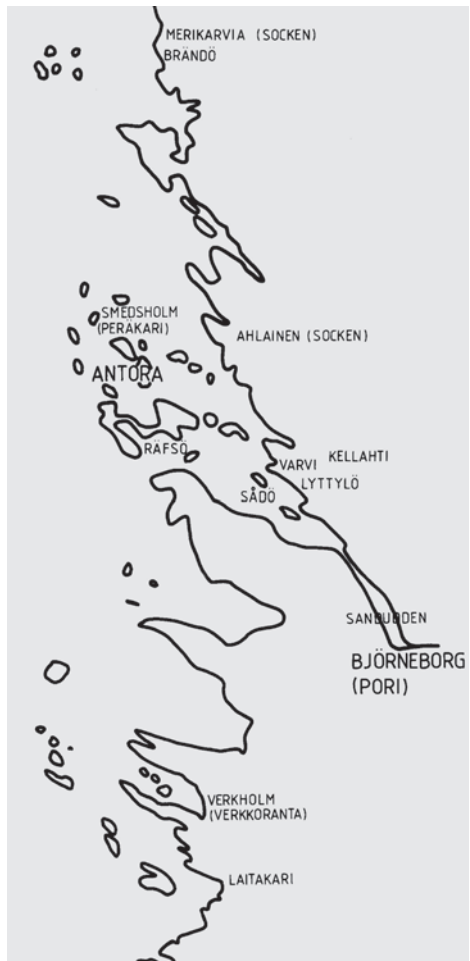 MERIKARVIA (SOCKEN)
BRÄNDÖ
SMEDSHOLM
(PERÄKARI)
AHLAINEN (SOCKEN)
ANTORA
RÄFSÖ
VARVI
KELLAHTI
LYTTYLÖ
SÅDÖ
SANDUDDEN
BJÖRNEBORG
(PORI)
VERKHOLM
(VERKKORANTA)
LAITAKARI